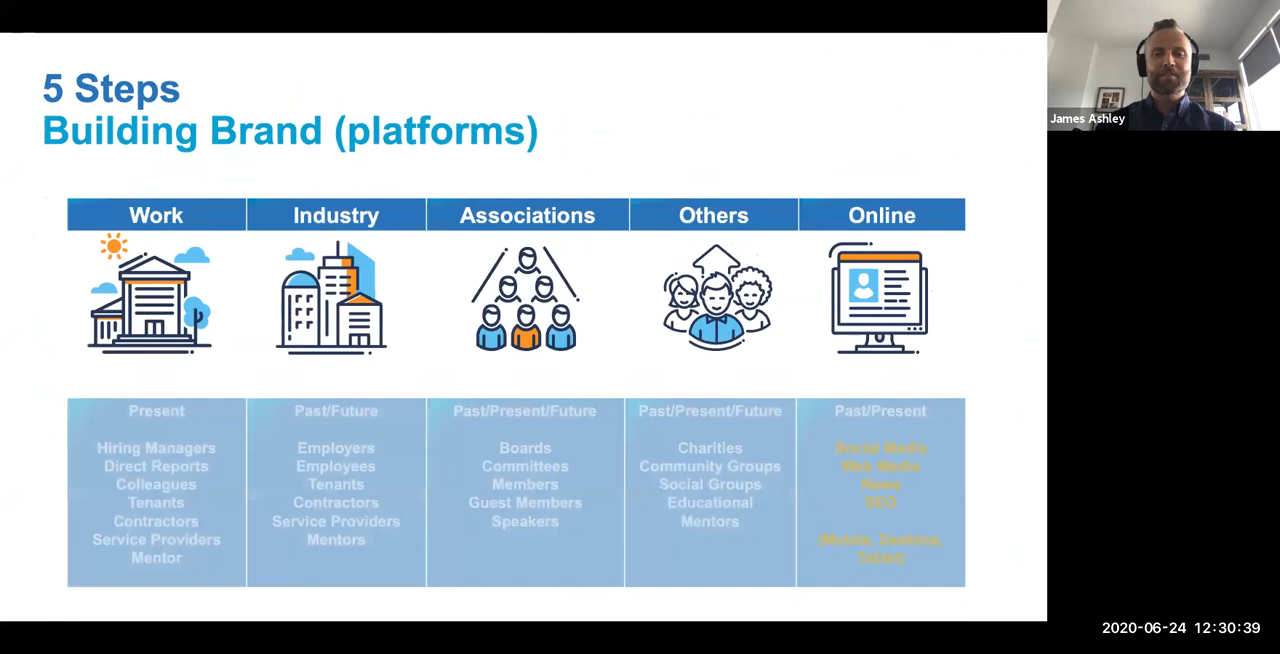 5 Steps
Building Brand (platforms)
James Ashley
Work
Industry
Associations
Others
Online
Present
Hiring Managers
Direct Reports
Colleagues
Tenants
Contractors
Service Providers
Mentor
Past/Future
Employers
Employees
Tenants
Contractors
Service Providers
Mentors
Past/Present/Future
Boards
Committees
Members
Guest Members
Speakers
Past/Present/Future
Charities
Community Groups
Social Groups
Educational
Mentors
Past/Present
Social Media
Web Media
News
SEO
(Mobile, Desktop,
Tablet)
2020-06-24 12:30:39